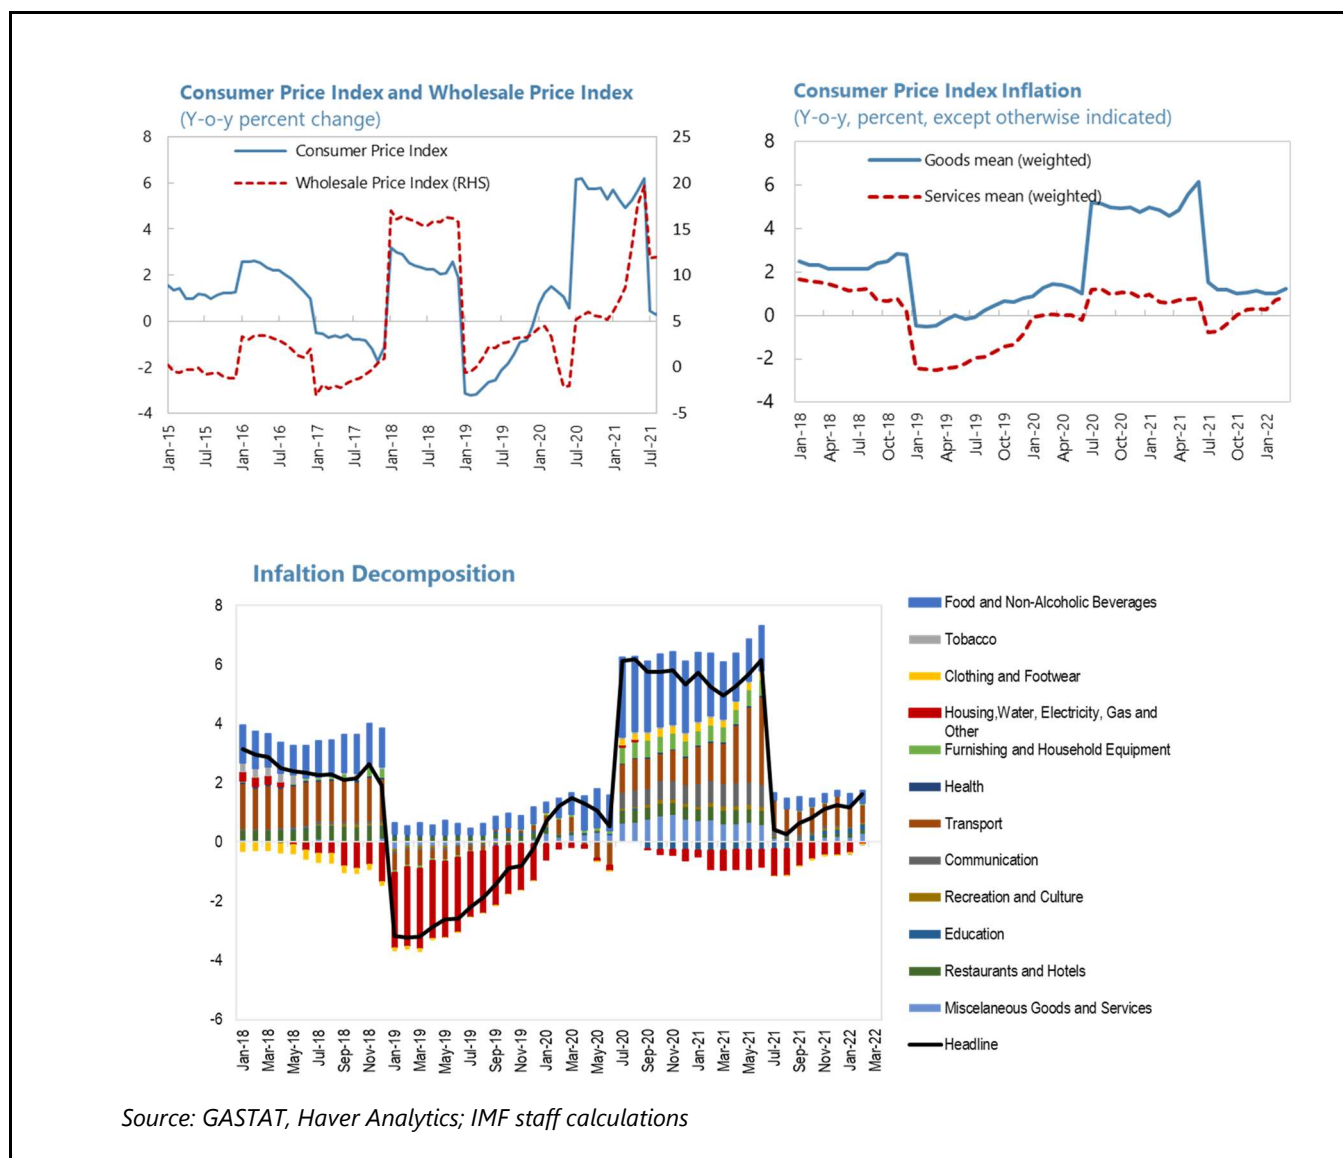 Consumer Price Index and Wholesale Price Index
(Y-o-y percent change)
8
6
4
2
0
-2
-4
25
20
15
10
5
0
-5
Consumer Price Index
Wholesale Price Index (RHS)
Jan-15
Jul-15
Jan-16
Jul-16
Jan-17
Jul-17
Jan-18
Jul-18
Jan-19
Jul-19
Jan-20
Jul-20
Jan-21
Jul-21
Consumer Price Index Inflation
(Y-o-y, percent, except otherwise indicated)
8
6
4
2
0
-2
-4
Goods mean (weighted)
Services mean (weighted)
Jan-18
Apr-18
Jul-18
Oct-18
Jan-19
Apr-19
Jul-19
Oct-19
Jan-20
Apr-20
Jul-20
Oct-20
Jan-21
Apr-21
Jul-21
Oct-21
Jan-22
Infaltion Decomposition
8
6
4
2
0
-2
-4
-6
Jan-18
Mar-18
May-18
Jul-18
Sep-18
Nov-18
Jan-19
Mar-19
May-19
Jul-19
Sep-19
Nov-19
Jan-20
Mar-20
May-20
Jul-20
Sep-20
Nov-20
Jan-21
Mar-21
May-21
Jul-21
Sep-21
Nov-21
Jan-22
Mar-22
Food and Non-Alcoholic Beverages
Tobacco
Clothing and Footwear
Housing,Water, Electricity, Gas and
Other
Furnishing and Household Equipment
Health
Transport
Communication
Recreation and Culture
Education
Restaurants and Hotels
Miscelaneous Goods and Services
Headline
Source: GASTAT, Haver Analytics; IMF staff calculations